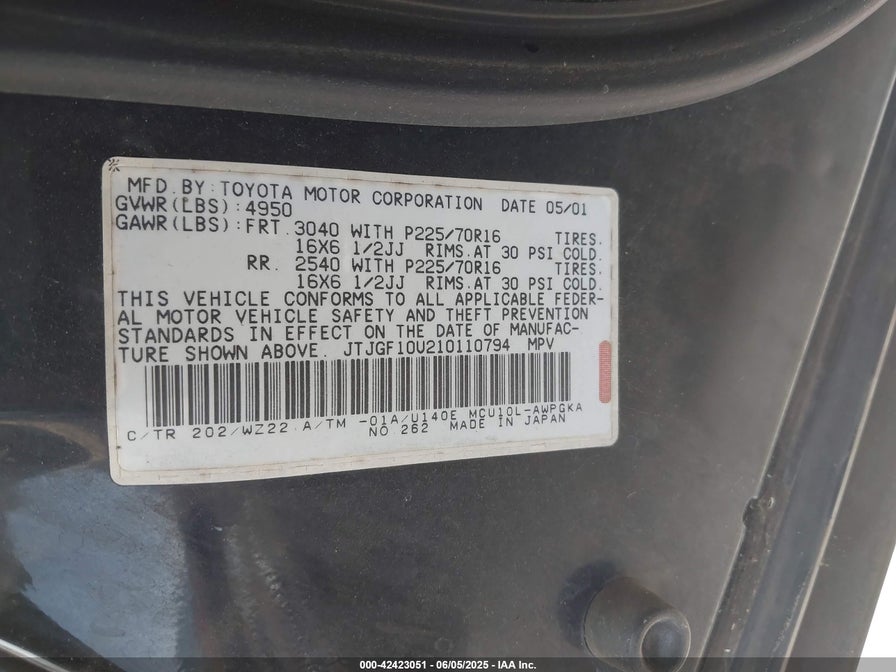 MFD. BY: TOYOTA MOTOR CORPORATION DATE 05/01
GVWR(LBS): 4950
GAWR(LBS): FRT. 3040 WITH P225/70R16 TIRES.
16X6 1/2JJ RIMS. AT 30 PSI COLD.
RR. 2540 WITH P225/70R16 TIRES.
16X6 1/2JJ RIMS. AT 30 PSI COLD.
THIS VEHICLE CONFORMS TO ALL APPLICABLE FEDER-
AL MOTOR VEHICLE SAFETY AND THEFT PREVENTION
STANDARDS IN EFFECT ON THE DATE OF MANUFAC-
TURE SHOWN ABOVE. JTJGF10U210110794 MPV
C/TR 202/WZ22 A/TM -01A/U140E MCU10L-AWPGKA
NO 262 MADE IN JAPAN
000-42423051 - 06/05/2025 - IAA Inc.